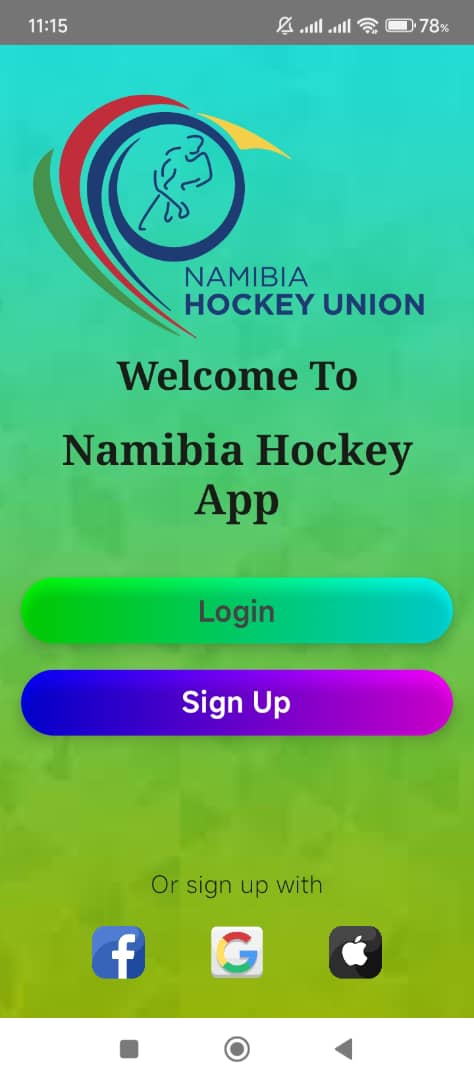 11:15
78%
NAMIBIA
HOCKEY UNION
Welcome To
Namibia Hockey
App
Login
Sign Up
Or sign up with